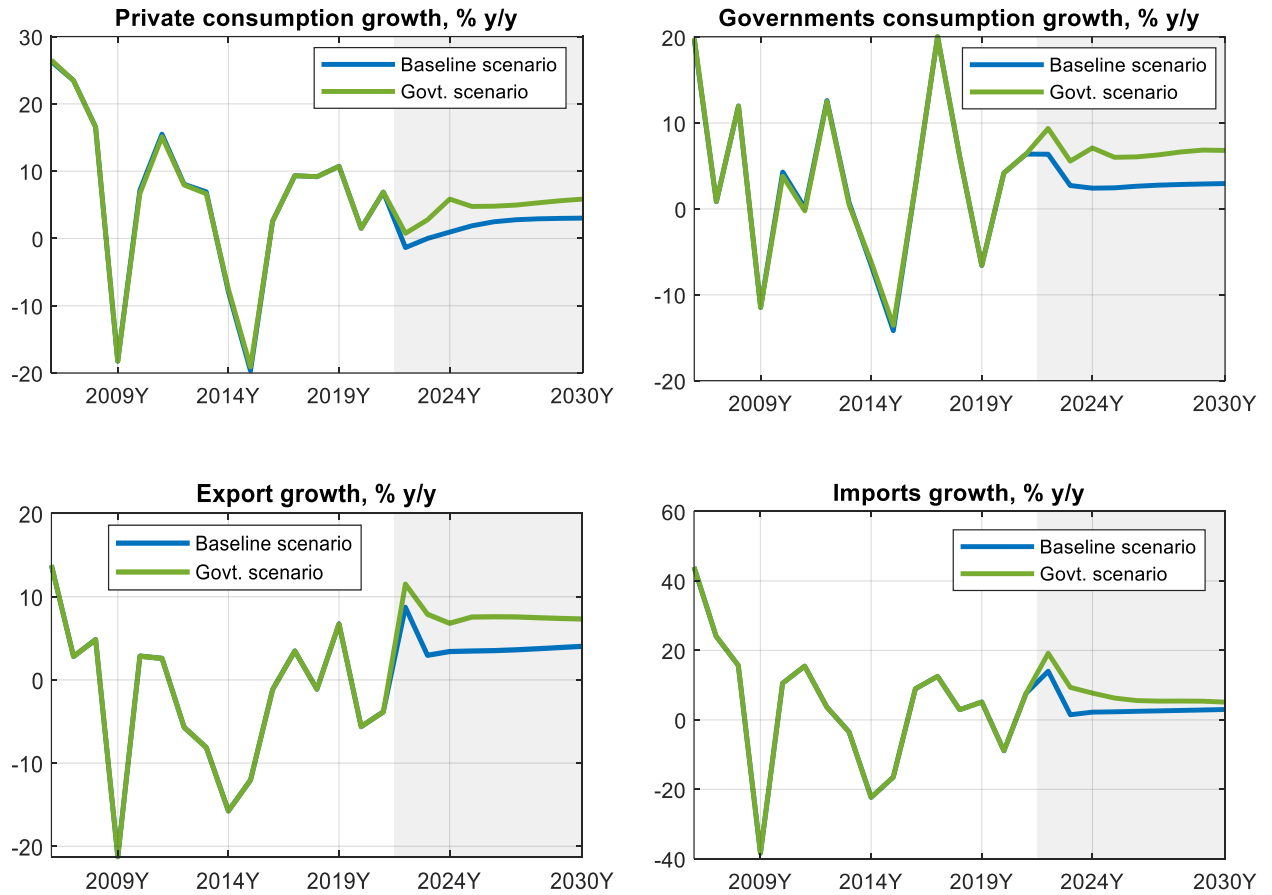 Private consumption growth, % y/y
30
20
10
0
-10
-20
Baseline scenario
Govt. scenario
2009Y 2014Y 2019Y 2024Y 2030Y
Governments consumption growth, % y/y
20
10
0
-10
-20
Baseline scenario
Govt. scenario
2009Y 2014Y 2019Y 2024Y 2030Y
Export growth, % y/y
20
10
0
-10
-20
Baseline scenario
Govt. scenario
2009Y 2014Y 2019Y 2024Y 2030Y
Imports growth, % y/y
60
40
20
0
-20
-40
Baseline scenario
Govt. scenario
2009Y 2014Y 2019Y 2024Y 2030Y